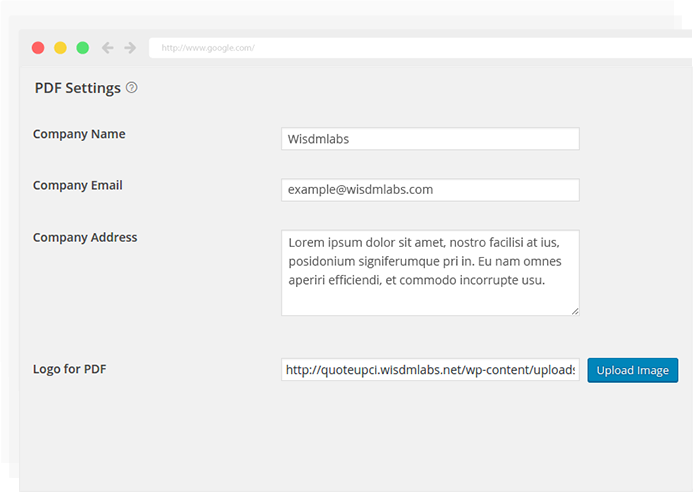 http://www.google.com/
PDF Settings ?
Company Name
Wisdmlabs
Company Email
example@wisdmlabs.com
Company Address
Lorem ipsum dolor sit amet, nostro facilisi at ius,
posidonium signiferumque pri in. Eu nam omnes
aperiri efficiendi, et commodo incorrupte usu.
Logo for PDF
http://quoteupci.wisdmlabs.net/wp-content/uploads
Upload Image